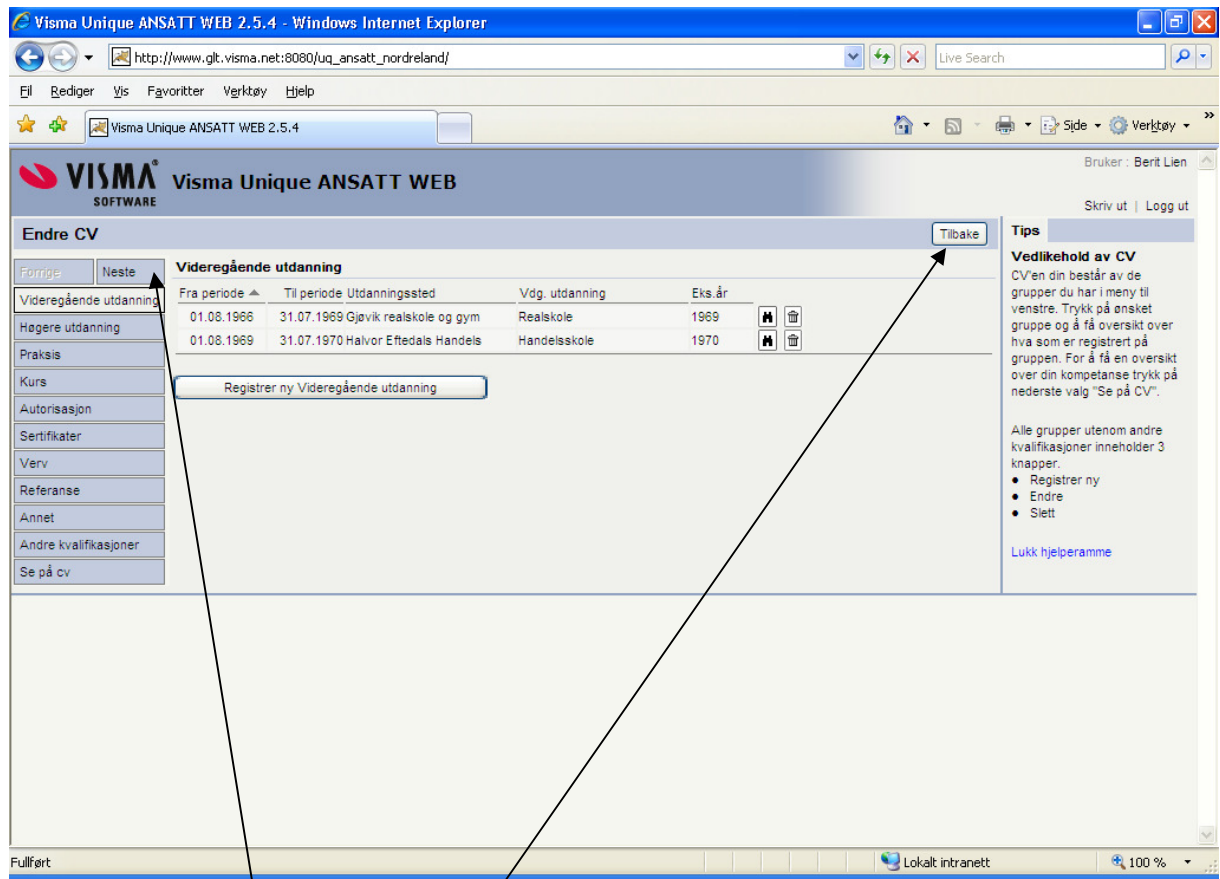 Visma Unique ANSATT WEB 2.5.4 - Windows Internet Explorer
http://www.glt.visma.net:8080/uq_ansatt_nordreland/
Live Search
Fil Rediger Vis Favoritter Verktøy Hjelp
Visma Unique ANSATT WEB 2.5.4
Side Verktøy »
VISMA® SOFTWARE
Visma Unique ANSATT WEB
Bruker : Berit Lien
Skriv ut | Logg ut
Endre CV
Tilbake
Forrige Neste
Videregående utdanning
Høgere utdanning
Praksis
Kurs
Autorisasjon
Sertifikater
Verv
Referanse
Annet
Andre kvalifikasjoner
Se på cv
Videregående utdanning
Fra periode Til periode Utdanningssted Vdg. utdanning Eks.år
01.08.1966 31.07.1969 Gjøvik realskole og gym Realskole 1969
01.08.1969 31.07.1970 Halvor Eftedals Handels Handelsskole 1970
Registrer ny Videregående utdanning
Tips
Vedlikehold av CV
CV'en din består av de
grupper du har i meny til
venstre. Trykk på ønsket
gruppe og å få oversikt over
hva som er registrert på
gruppen. For å få en oversikt
over din kompetanse trykk på
nederste valg "Se på CV".
Alle grupper utenom andre
kvalifikasjoner inneholder 3
knapper.
● Registrer ny
● Endre
● Slett
Lukk hjelperamme
Fullført
Lokalt intranett
100 %